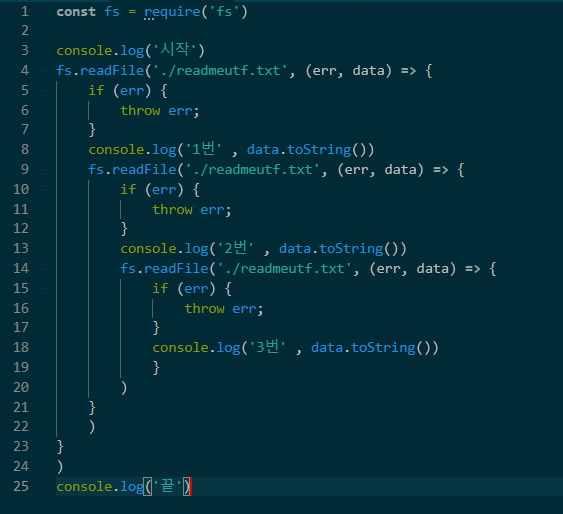 1 const fs = require('fs')
2
3 console.log('시작')
4 fs.readFile('./readmeutf.txt', (err, data) => {
5     if (err) {
6         throw err;
7     }
8     console.log('1번' , data.toString())
9     fs.readFile('./readmeutf.txt', (err, data) => {
10         if (err) {
11             throw err;
12         }
13         console.log('2번' , data.toString())
14         fs.readFile('./readmeutf.txt', (err, data) => {
15             if (err) {
16                 throw err;
17             }
18             console.log('3번' , data.toString())
19             }
20         )
21     }
22     )
23 }
24 )
25 console.log('끝')